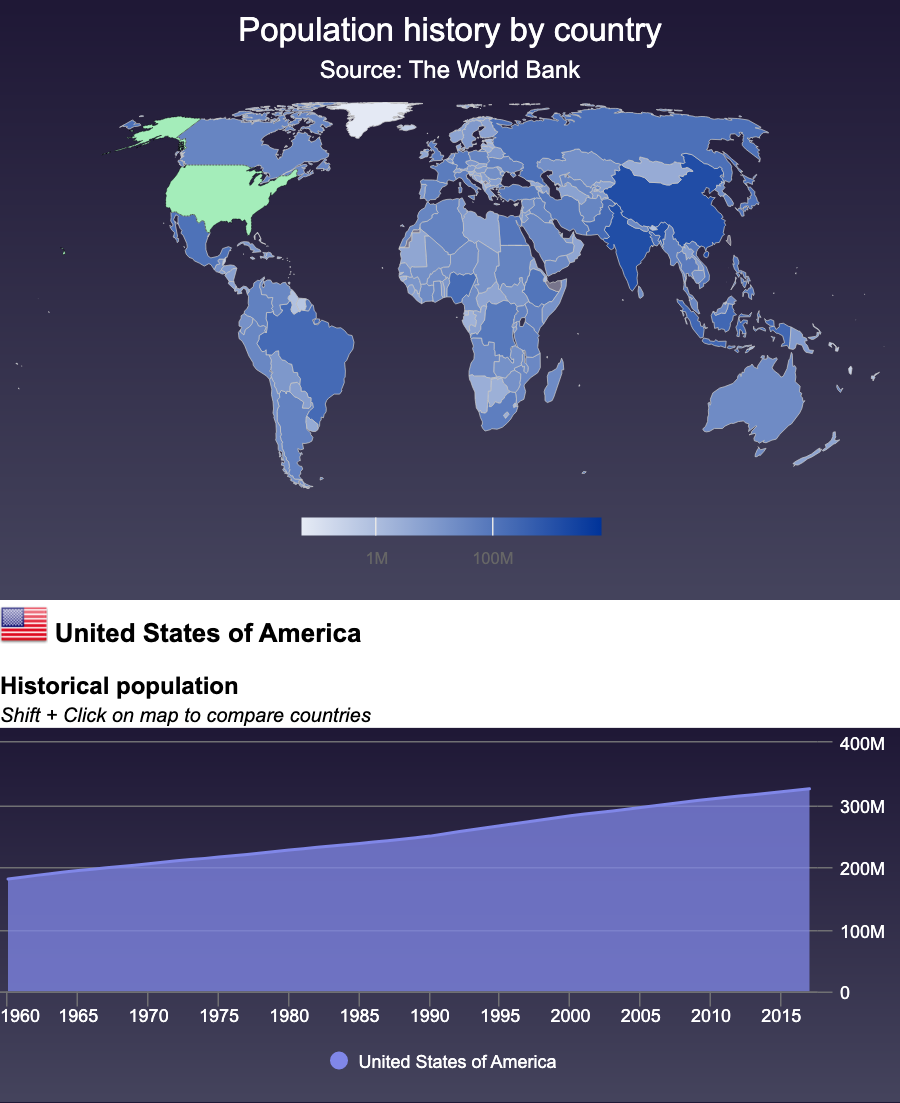 Population history by country
Source: The World Bank
1M 100M
United States of America
Historical population
Shift + Click on map to compare countries
400M
300M
200M
100M
0
1960 1965 1970 1975 1980 1985 1990 1995 2000 2005 2010 2015
United States of America